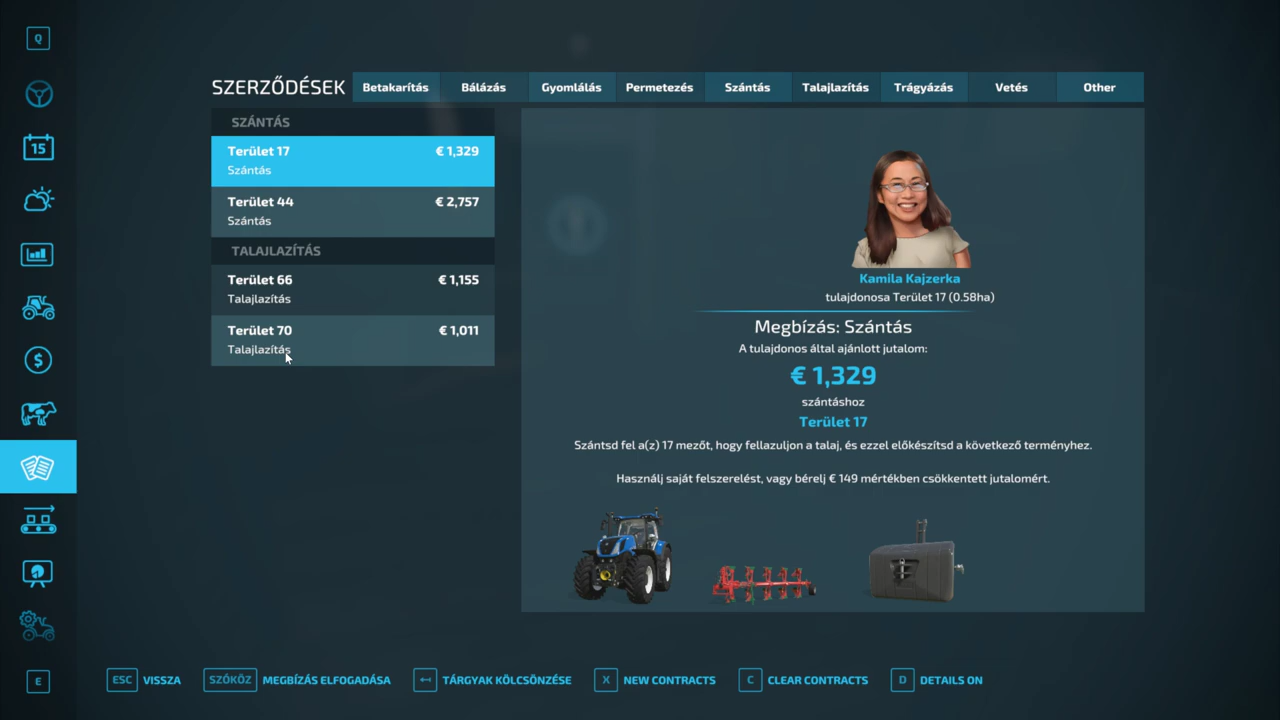 Q
15
SZERZŐDÉSEK
Betakarítás
Bálázás
Gyomlálás
Permetezés
Szántás
Talajlazítás
Trágyázás
Vetés
Other
SZÁNTÁS
Terület 17 € 1,329
Szántás
Terület 44 € 2,757
Szántás
TALAJLAZÍTÁS
Terület 66 € 1,155
Talajlazítás
Terület 70 € 1,011
Talajlazítás
Kamila Kajzerka
tulajdonosa Terület 17 (0.58ha)
Megbízás: Szántás
A tulajdonos által ajánlott jutalom:
€ 1,329
szántáshoz
Terület 17
Szántsd fel a(z) 17 mezőt, hogy fellazuljon a talaj, és ezzel előkészítsd a következő terményhez.
Használj saját felszerelést, vagy bérelj € 149 mértékben csökkentett jutalomért.
E
ESC VISSZA
SZÓKÖZ MEGBÍZÁS ELFOGADÁSA
TÁRGYAK KÖLCSÖNZÉSE
X NEW CONTRACTS
C CLEAR CONTRACTS
D DETAILS ON